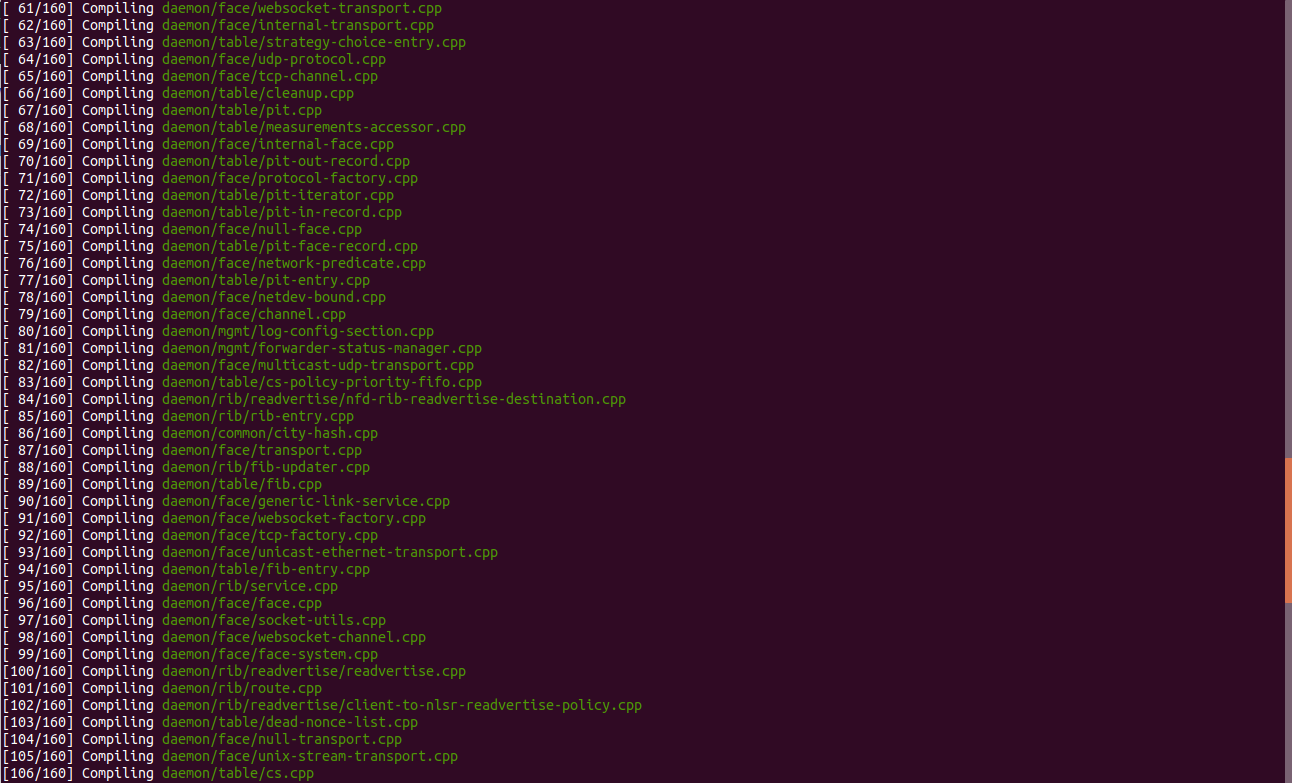 [ 61/160] Compiling daemon/face/websocket-transport.cpp
[ 62/160] Compiling daemon/face/internal-transport.cpp
[ 63/160] Compiling daemon/table/strategy-choice-entry.cpp
[ 64/160] Compiling daemon/face/udp-protocol.cpp
[ 65/160] Compiling daemon/face/tcp-channel.cpp
[ 66/160] Compiling daemon/table/cleanup.cpp
[ 67/160] Compiling daemon/table/pit.cpp
[ 68/160] Compiling daemon/table/measurements-accessor.cpp
[ 69/160] Compiling daemon/face/internal-face.cpp
[ 70/160] Compiling daemon/table/pit-out-record.cpp
[ 71/160] Compiling daemon/face/protocol-factory.cpp
[ 72/160] Compiling daemon/table/pit-iterator.cpp
[ 73/160] Compiling daemon/table/pit-in-record.cpp
[ 74/160] Compiling daemon/face/null-face.cpp
[ 75/160] Compiling daemon/table/pit-face-record.cpp
[ 76/160] Compiling daemon/face/network-predicate.cpp
[ 77/160] Compiling daemon/table/pit-entry.cpp
[ 78/160] Compiling daemon/face/netdev-bound.cpp
[ 79/160] Compiling daemon/face/channel.cpp
[ 80/160] Compiling daemon/mgmt/log-config-section.cpp
[ 81/160] Compiling daemon/mgmt/forwarder-status-manager.cpp
[ 82/160] Compiling daemon/face/multicast-udp-transport.cpp
[ 83/160] Compiling daemon/table/cs-policy-priority-fifo.cpp
[ 84/160] Compiling daemon/rib/readvertise/nfd-rib-readvertise-destination.cpp
[ 85/160] Compiling daemon/rib/rib-entry.cpp
[ 86/160] Compiling daemon/common/city-hash.cpp
[ 87/160] Compiling daemon/face/transport.cpp
[ 88/160] Compiling daemon/rib/fib-updater.cpp
[ 89/160] Compiling daemon/table/fib.cpp
[ 90/160] Compiling daemon/face/generic-link-service.cpp
[ 91/160] Compiling daemon/face/websocket-factory.cpp
[ 92/160] Compiling daemon/face/tcp-factory.cpp
[ 93/160] Compiling daemon/face/unicast-ethernet-transport.cpp
[ 94/160] Compiling daemon/table/fib-entry.cpp
[ 95/160] Compiling daemon/rib/service.cpp
[ 96/160] Compiling daemon/face/face.cpp
[ 97/160] Compiling daemon/face/socket-utils.cpp
[ 98/160] Compiling daemon/face/websocket-channel.cpp
[ 99/160] Compiling daemon/face/face-system.cpp
[100/160] Compiling daemon/rib/readvertise/readvertise.cpp
[101/160] Compiling daemon/rib/route.cpp
[102/160] Compiling daemon/rib/readvertise/client-to-nlsr-readvertise-policy.cpp
[103/160] Compiling daemon/table/dead-nonce-list.cpp
[104/160] Compiling daemon/face/null-transport.cpp
[105/160] Compiling daemon/face/unix-stream-transport.cpp
[106/160] Compiling daemon/table/cs.cpp